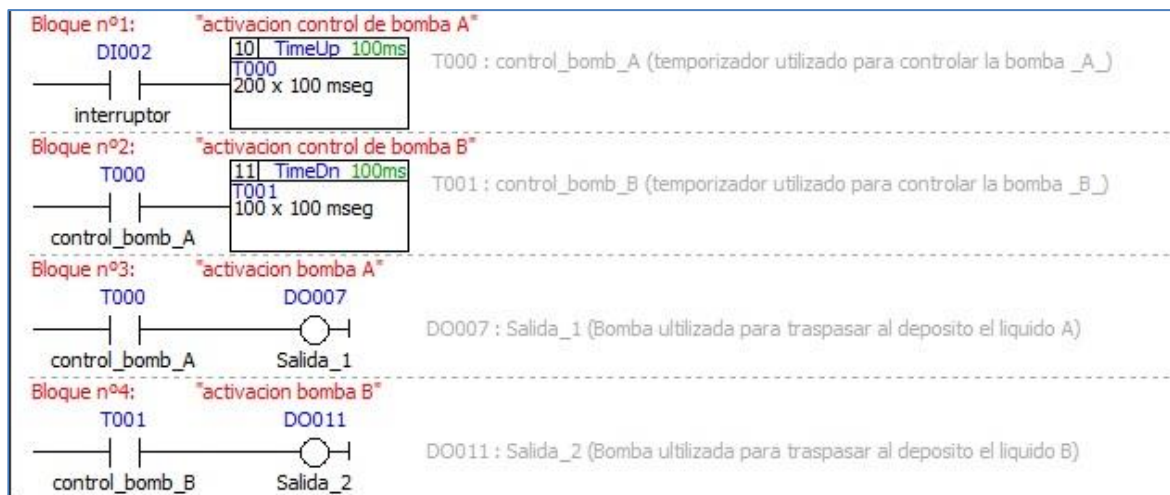 Bloque nº1: "activacion control de bomba A"
DI002 10 TimeUp 100ms
T000 T000 : control_bomb_A (temporizador utilizado para controlar la bomba _A_)
200 x 100 mseg
interruptor
Bloque nº2: "activacion control de bomba B"
T000 11 TimeDn 100ms
T001 T001 : control_bomb_B (temporizador utilizado para controlar la bomba _B_)
100 x 100 mseg
control_bomb_A
Bloque nº3: "activacion bomba A"
T000 DO007
DO007 : Salida_1 (Bomba ultilizada para traspasar al deposito el liquido A)
control_bomb_A Salida_1
Bloque nº4: "activacion bomba B"
T001 DO011
DO011 : Salida_2 (Bomba ultilizada para traspasar al deposito el liquido B)
control_bomb_B Salida_2